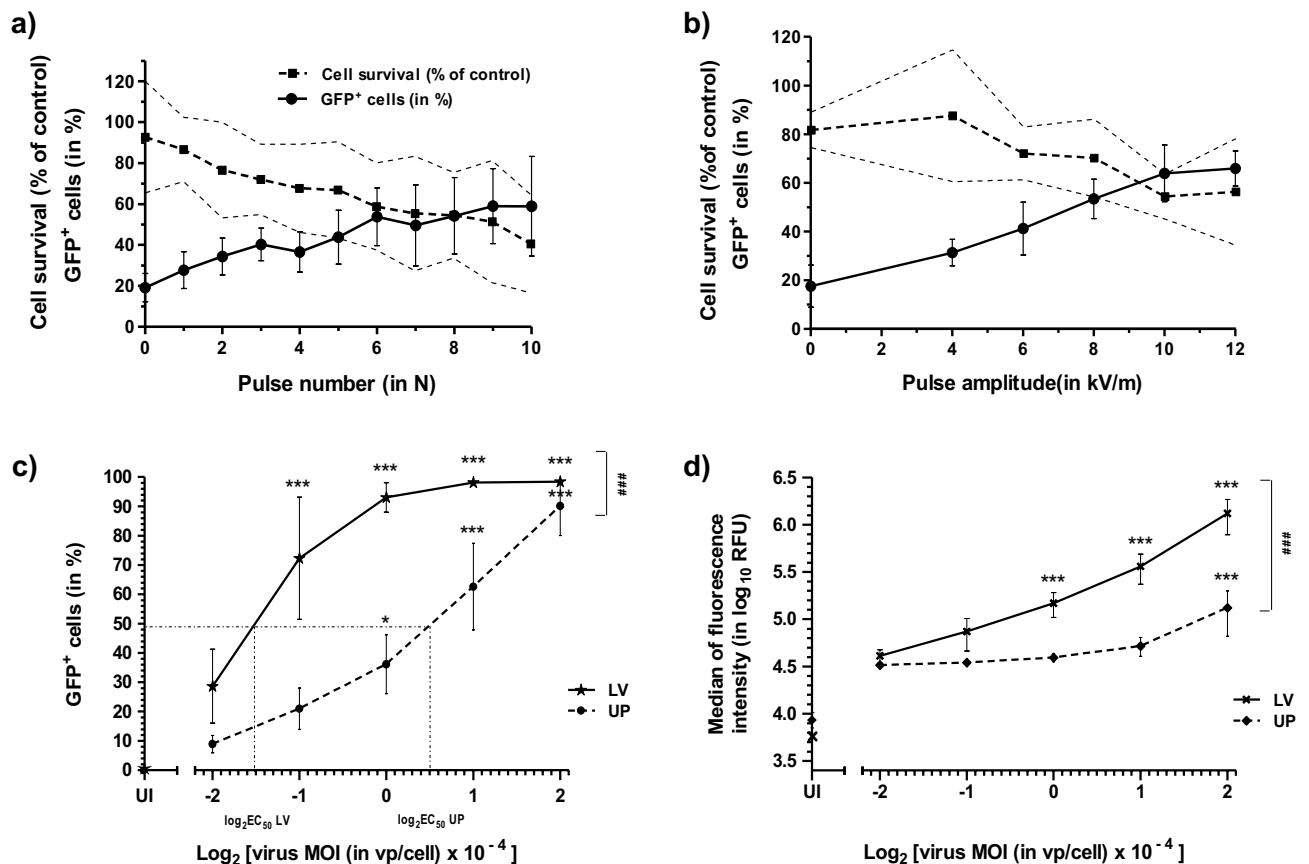 a)
Cell survival (% of control)
GFP+ cells (in %)
120
100
80
60
40
20
0
Cell survival (% of control)
GFP+ cells (in %)
0 2 4 6 8 10
Pulse number (in N)
b)
Cell survival (%of control)
GFP+ cells (in %)
120
100
80
60
40
20
0
0 2 4 6 8 10 12
Pulse amplitude(in kV/m)
c)
GFP+ cells (in %)
100
90
80
70
60
50
40
30
20
10
0
*** *** *** ***
***
***
*
###
LV
UP
UI -2 -1 0 1 2
log2EC50 LV log2EC50 UP
Log2 [virus MOI (in vp/cell) x 10 -4 ]
d)
Median of fluorescence
intensity (in log10 RFU)
6.5
6.0
5.5
5.0
4.5
4.0
3.5
***
***
***
***
###
LV
UP
UI -2 -1 0 1 2
Log2 [virus MOI (in vp/cell) x 10 -4 ]